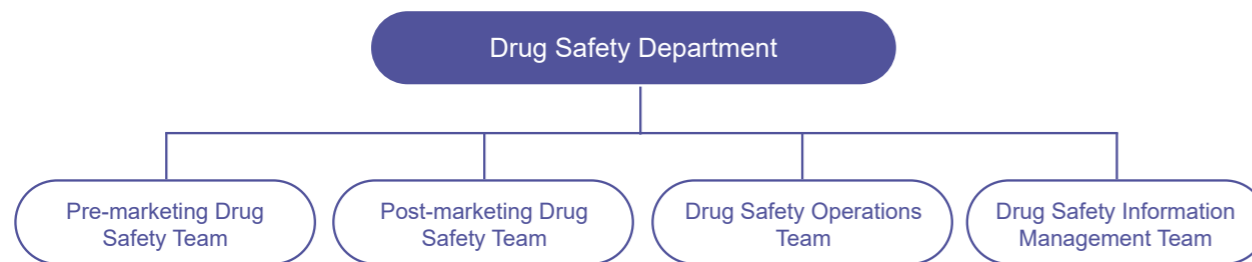 Drug Safety Department
Pre-marketing Drug
Safety Team
Post-marketing Drug
Safety Team
Drug Safety Operations
Team
Drug Safety Information
Management Team